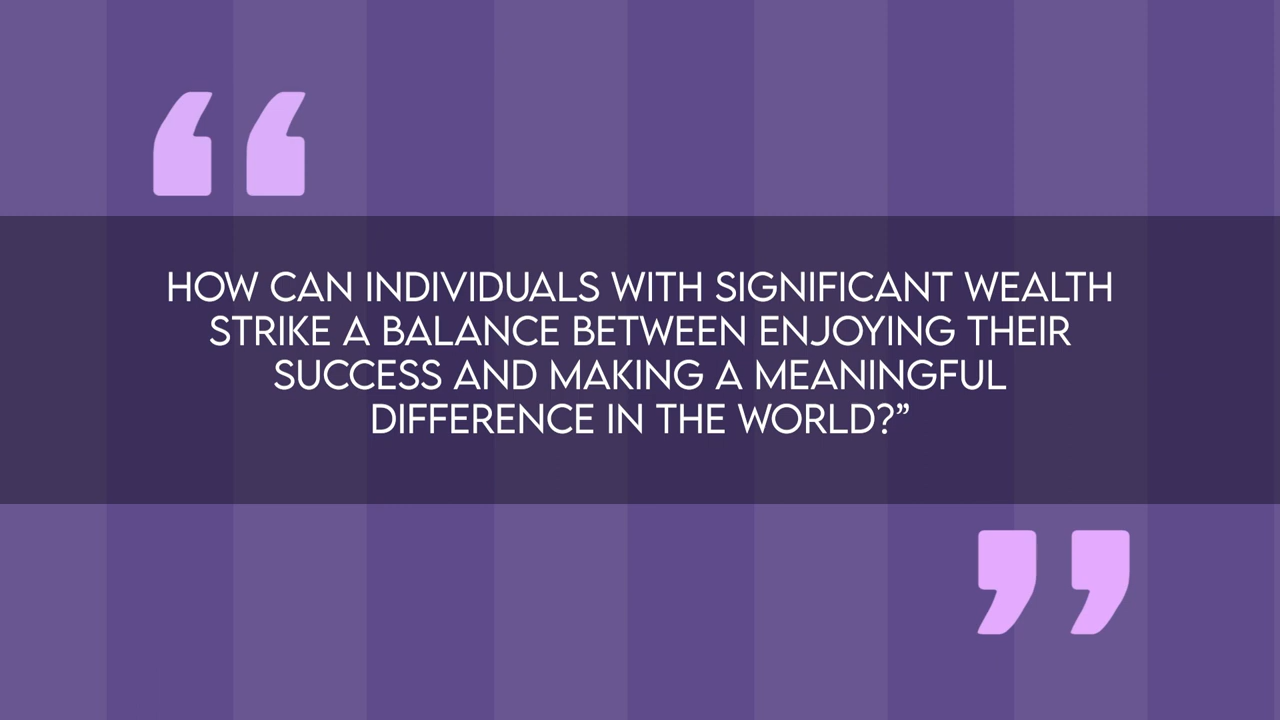 “
HOW CAN INDIVIDUALS WITH SIGNIFICANT WEALTH
STRIKE A BALANCE BETWEEN ENJOYING THEIR
SUCCESS AND MAKING A MEANINGFUL
DIFFERENCE IN THE WORLD?”
”